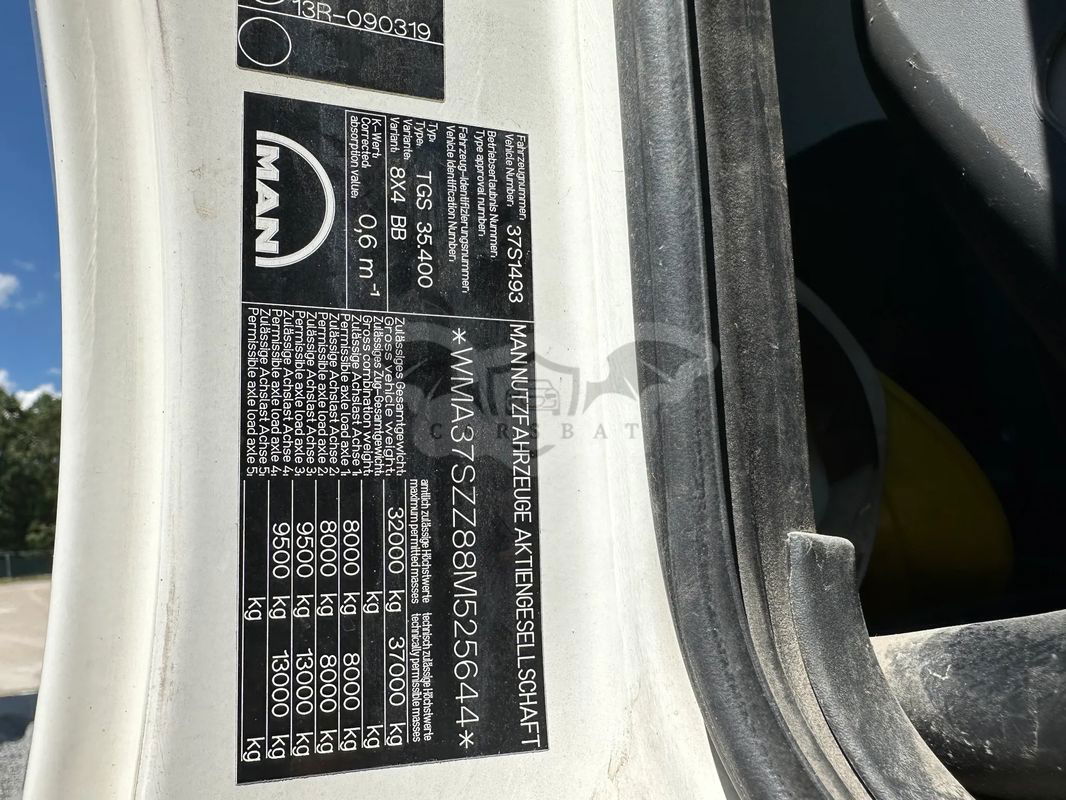 13R-090319
MAN
Fahrzeugnummer:
Vehicle Number: 37S1493
MAN NUTZFAHRZEUGE AKTIENGESELLSCHAFT
Betriebserlaubnis Nummer:
Type approval number:
Fahrzeug-Identifizierungsnummer:
Vehicle Identification Number:
*WMA37SZZ88M525644*
Typ:
Type: TGS 35.400
Variante:
Variant: 8X4 BB
K-Wert:
Corrected absorption value: 0,6 m-1
amtlich zulässige Höchstwerte technisch zulässige Höchstwerte
maximum permitted masses technically permissible masses
Zulässiges Gesamtgewicht:
Gross vehicle weight: 32000 kg 37000 kg
Zulässiges Zug-Gesamtgewicht:
Gross combination weight: kg kg
Zulässige Achslast Achse 1:
Permissible axle load axle 1: 8000 kg 8000 kg
Zulässige Achslast Achse 2:
Permissible axle load axle 2: 8000 kg 8000 kg
Zulässige Achslast Achse 3:
Permissible axle load axle 3: 9500 kg 13000 kg
Zulässige Achslast Achse 4:
Permissible axle load axle 4: 9500 kg 13000 kg
Zulässige Achslast Achse 5:
Permissible axle load axle 5: kg kg
CARSBAT